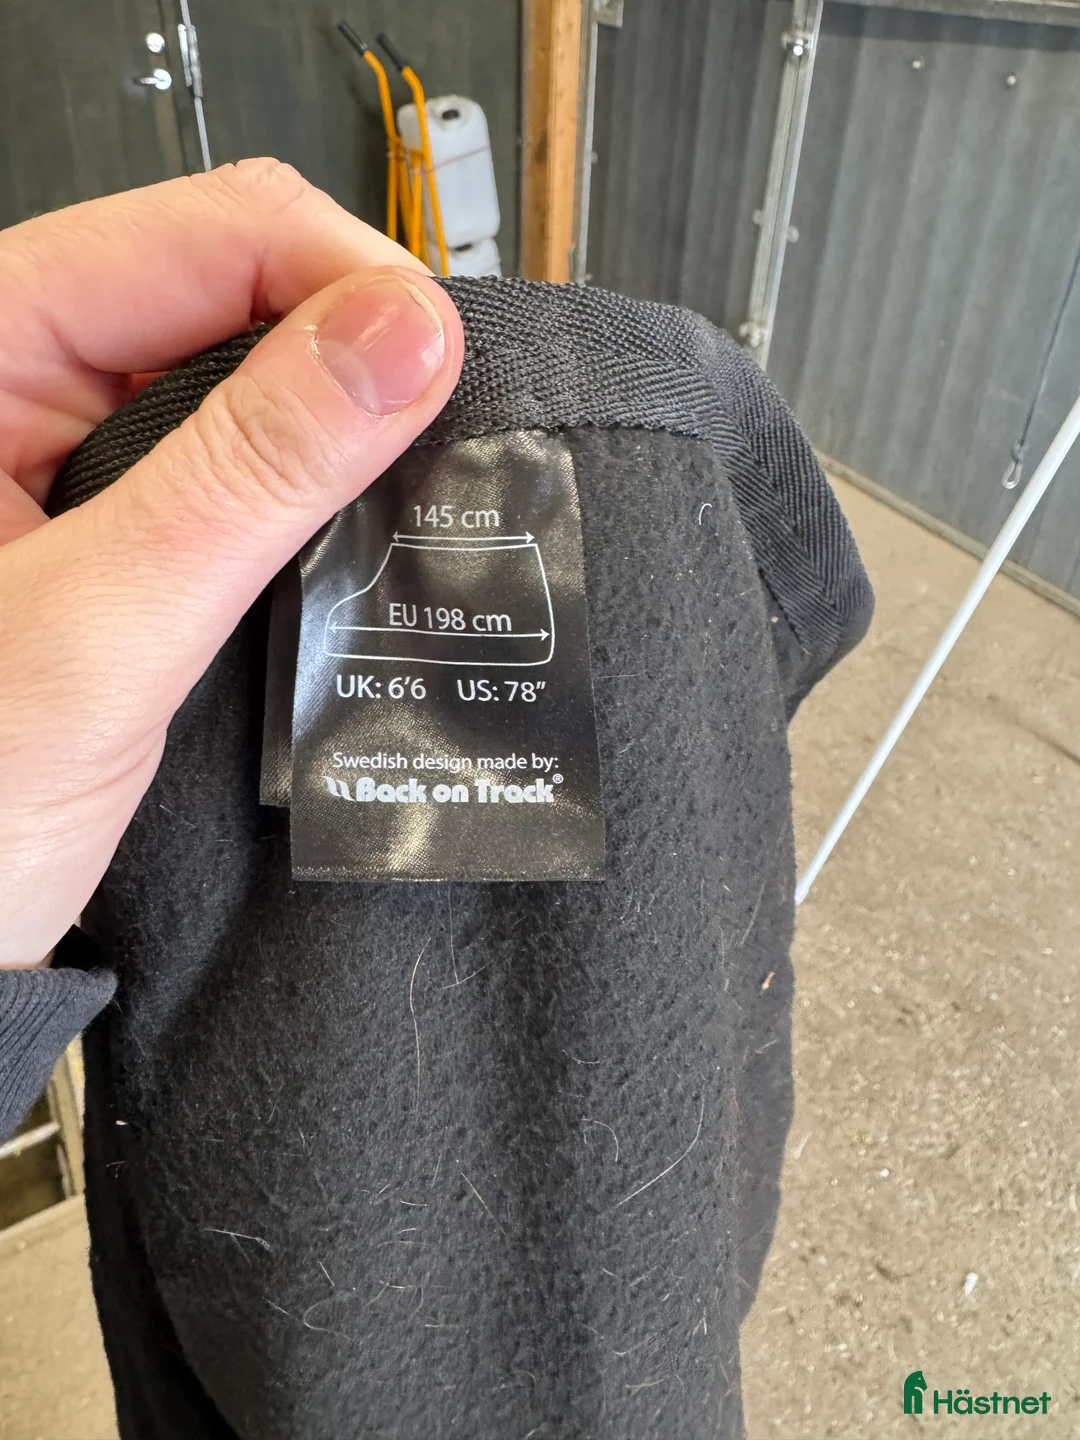 145 cm
EU 198 cm
UK: 6'6 US: 78"
Swedish design made by:
Back on Track®
Hästnet